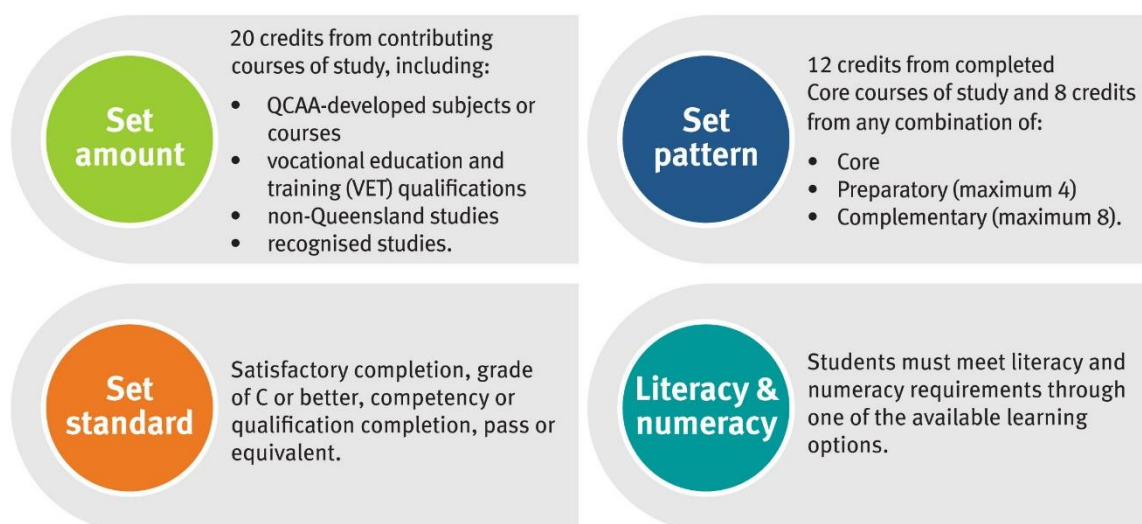 Set
amount
20 credits from contributing
courses of study, including:
• QCAA-developed subjects or
courses
• vocational education and
training (VET) qualifications
• non-Queensland studies
• recognised studies.
Set
pattern
12 credits from completed
Core courses of study and 8 credits
from any combination of:
• Core
• Preparatory (maximum 4)
• Complementary (maximum 8).
Set
standard
Satisfactory completion, grade
of C or better, competency or
qualification completion, pass or
equivalent.
Literacy &
numeracy
Students must meet literacy and
numeracy requirements through
one of the available learning
options.